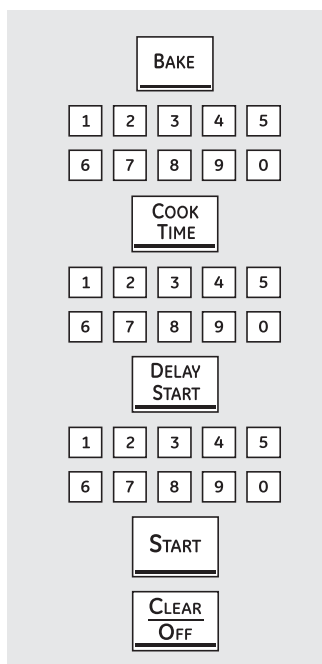 BAKE
1 2 3 4 5
6 7 8 9 0
COOK
TIME
1 2 3 4 5
6 7 8 9 0
DELAY
START
1 2 3 4 5
6 7 8 9 0
START
CLEAR
OFF